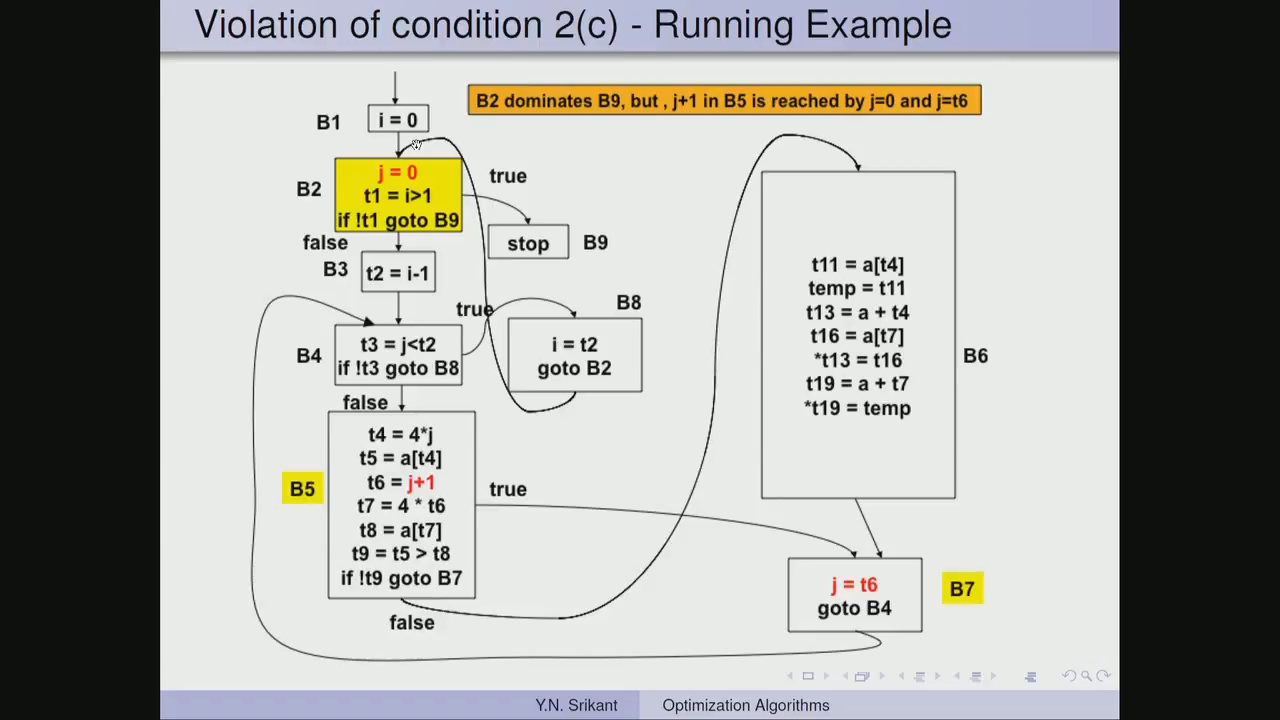 Violation of condition 2(c) - Running Example
B2 dominates B9, but , j+1 in B5 is reached by j=0 and j=t6
B1
i = 0
B2
j = 0
t1 = i>1
if !t1 goto B9
true
stop
B9
false
B3
t2 = i-1
true
B8
B4
t3 = j<t2
if !t3 goto B8
i = t2
goto B2
false
B5
t4 = 4*j
t5 = a[t4]
t6 = j+1
t7 = 4 * t6
t8 = a[t7]
t9 = t5 > t8
if !t9 goto B7
true
false
t11 = a[t4]
temp = t11
t13 = a + t4
t16 = a[t7]
*t13 = t16
t19 = a + t7
*t19 = temp
B6
j = t6
goto B4
B7
Y.N. Srikant
Optimization Algorithms